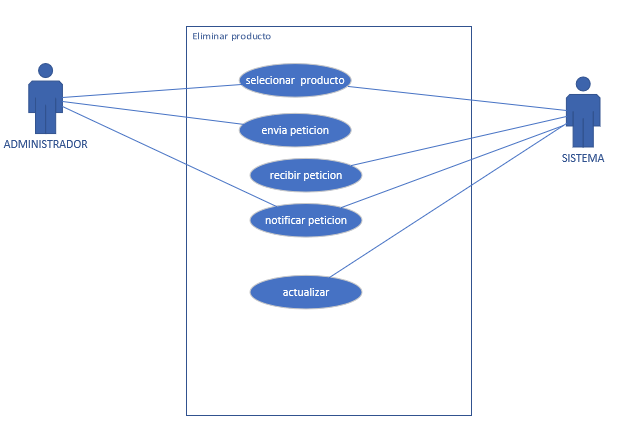 Eliminar producto
selecionar producto
ADMINISTRADOR
envia peticion
SISTEMA
recibir peticion
notificar peticion
actualizar